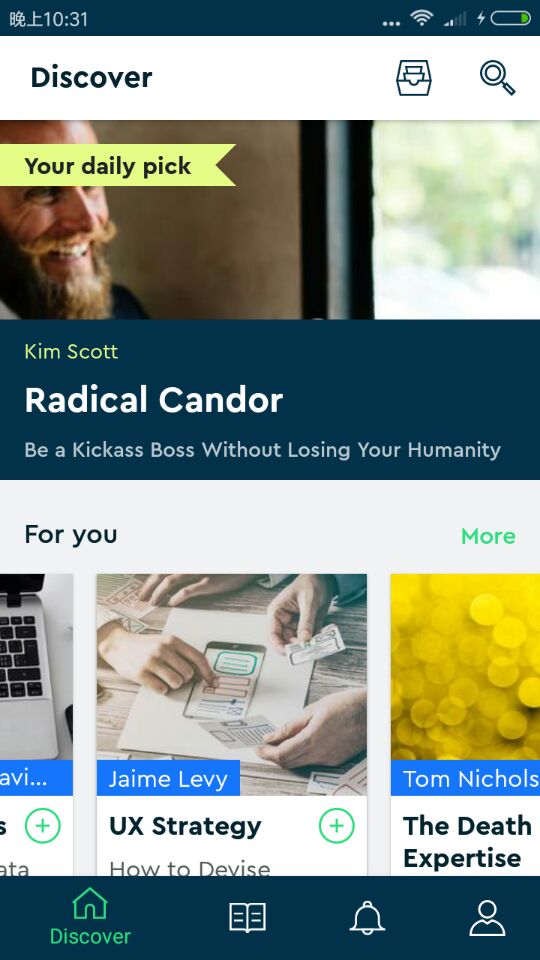 晚上10:31
Discover
Your daily pick
Kim Scott
Radical Candor
Be a Kickass Boss Without Losing Your Humanity
For you
More
avi...
Jaime Levy
Tom Nichols
s
UX Strategy
The Death
Expertise
ata
How to Devise
Discover